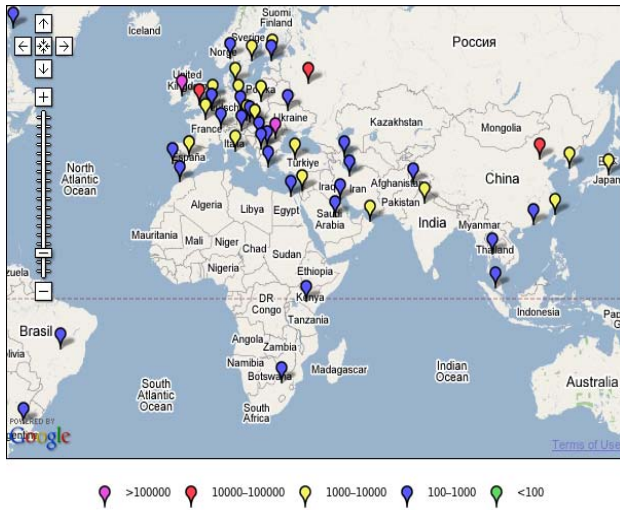 Iceland
Suomi
Finland
Sverige
Norge
Россия
United
Kingdom
Polska
Ukraine
France
Italia
España
Kazakhstan
Mongolia
Türkiye
North
Atlantic
Ocean
China
Japan
Iraq
Iran
Afghanistan
Pakistan
Algeria
Libya
Egypt
Saudi
Arabia
India
Myanmar
Thailand
Mauritania
Mali
Niger
Chad
Sudan
Nigeria
Ethiopia
DR
Congo
Kenya
Tanzania
Indonesia
Brasil
Angola
Zambia
Namibia
Botswana
Madagascar
South
Atlantic
Ocean
Indian
Ocean
South
Africa
Australia
POWERED BY
Google
Terms of Use
>100000 10000-100000 1000-10000 100-1000 <100